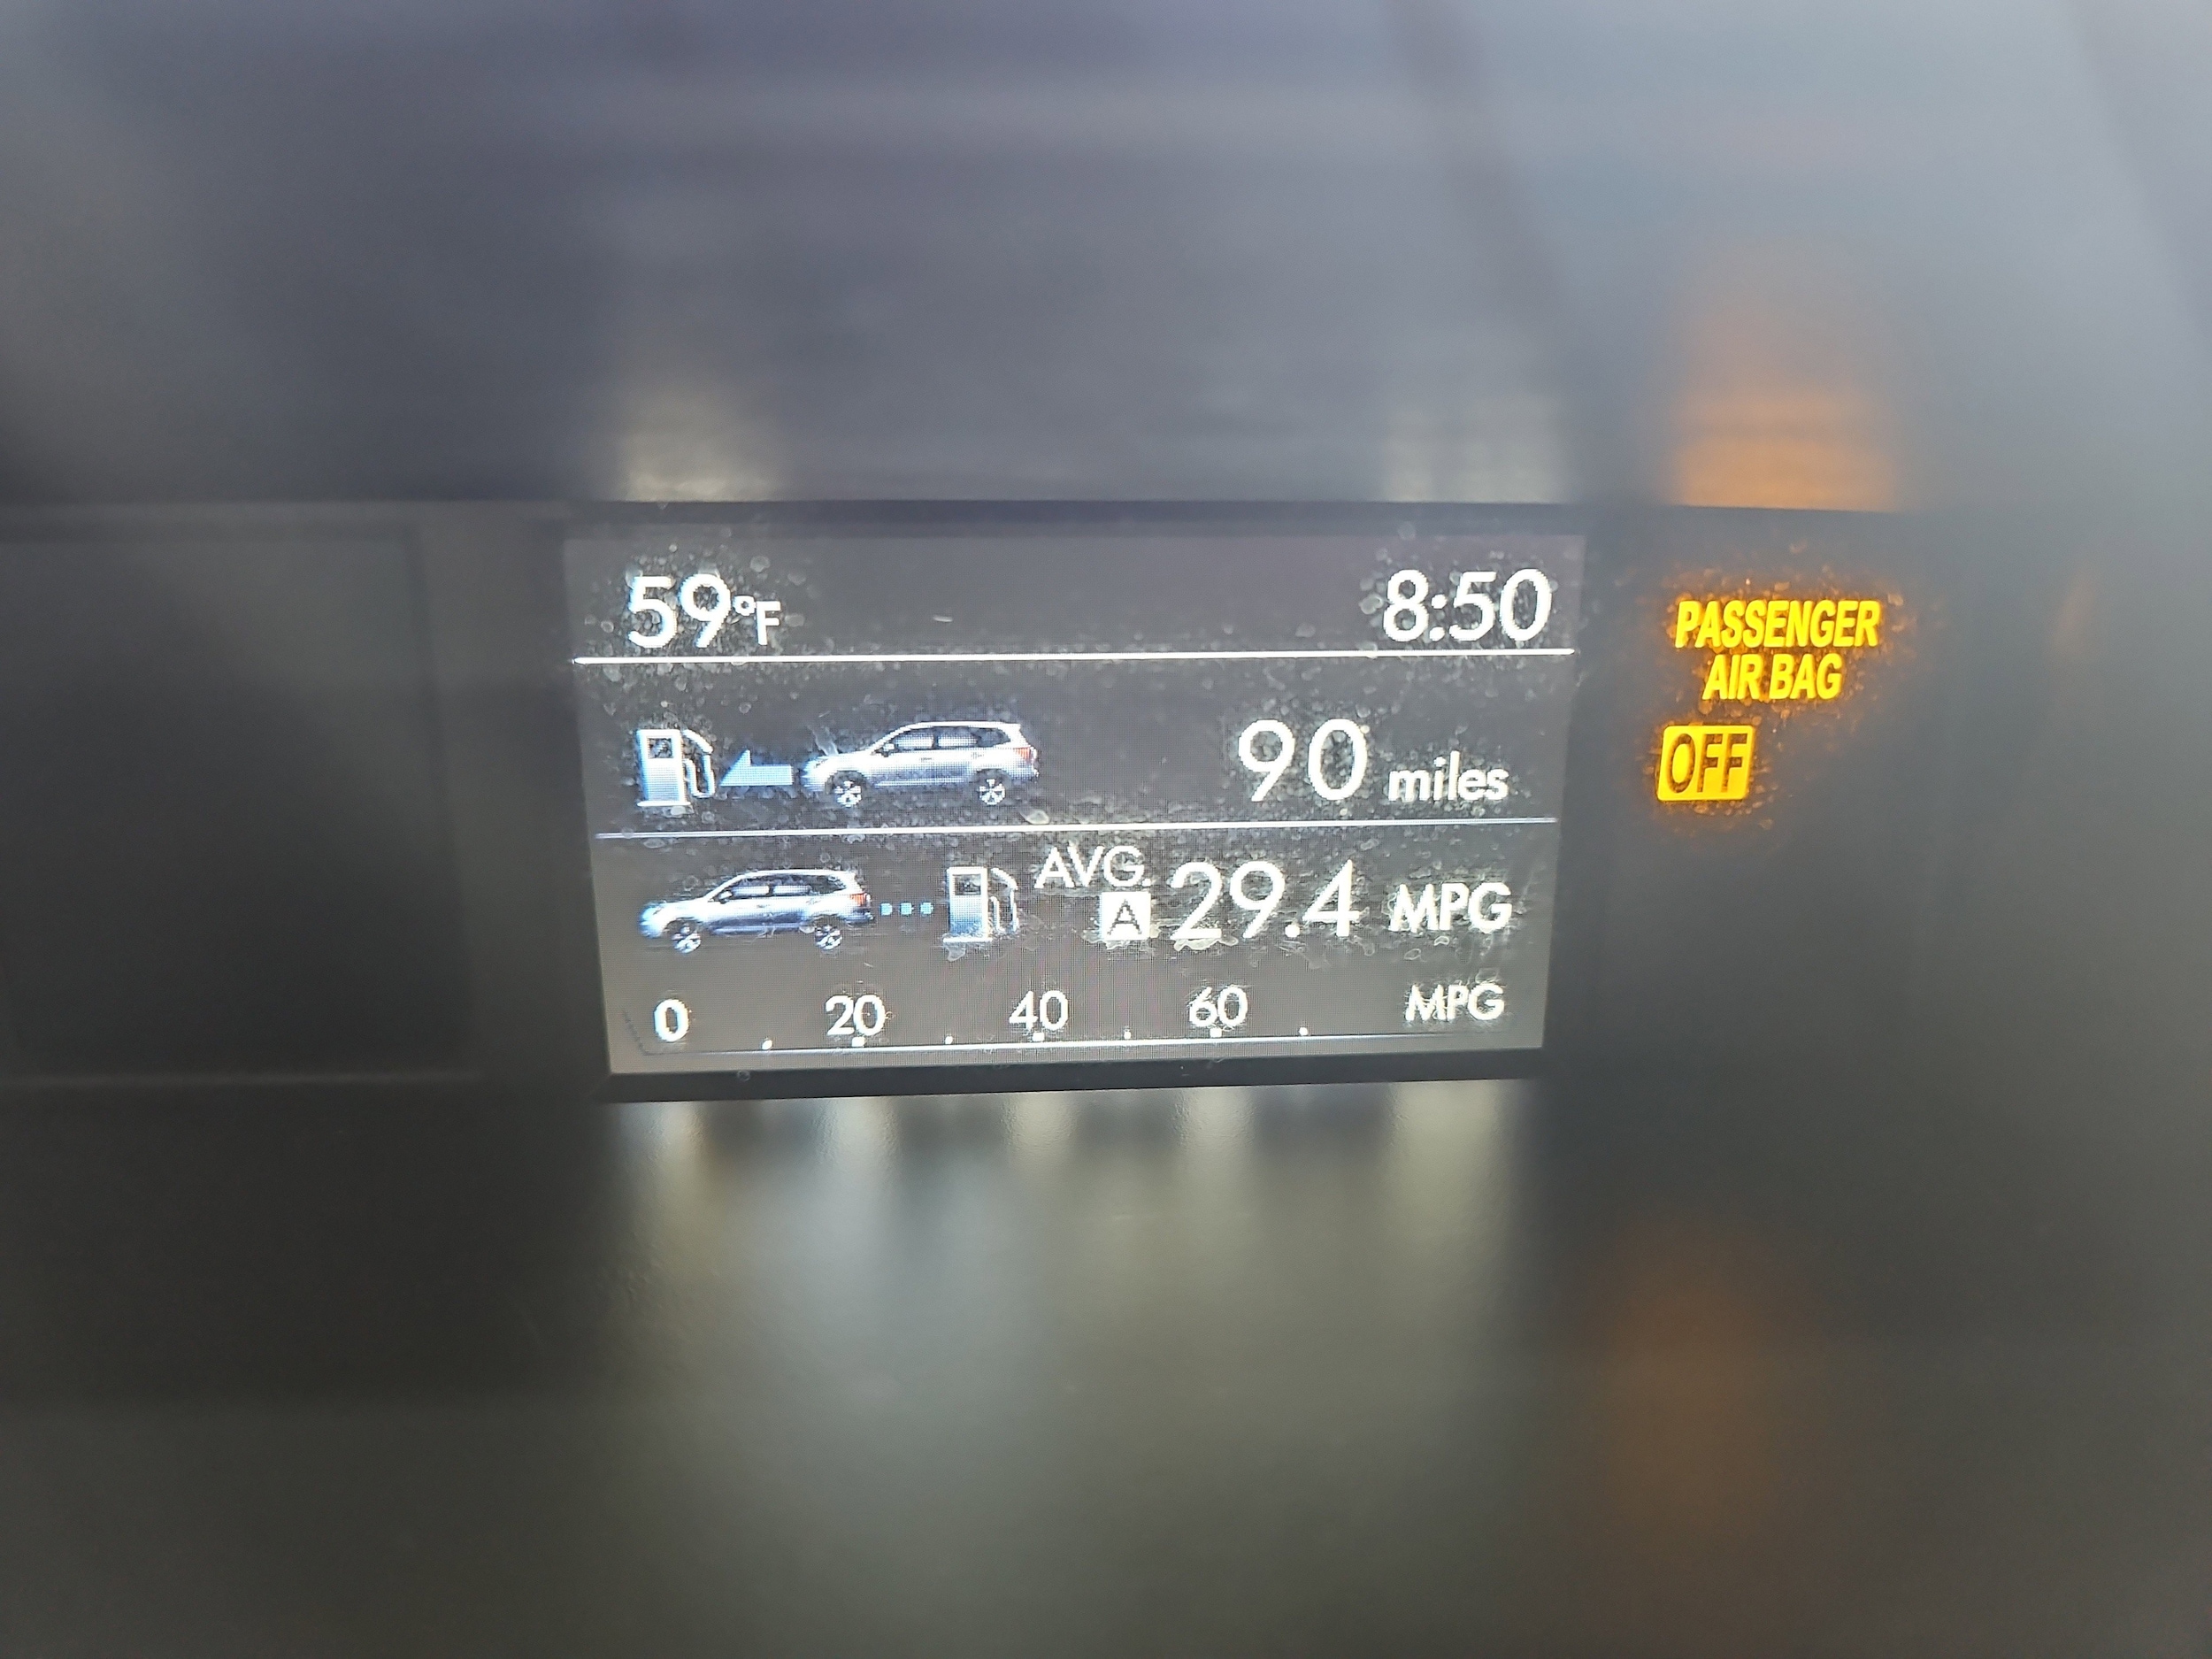 59°F 8:50
PASSENGER
AIR BAG
OFF
90 miles
AVG.
A 29.4 MPG
0 20 40 60 MPG